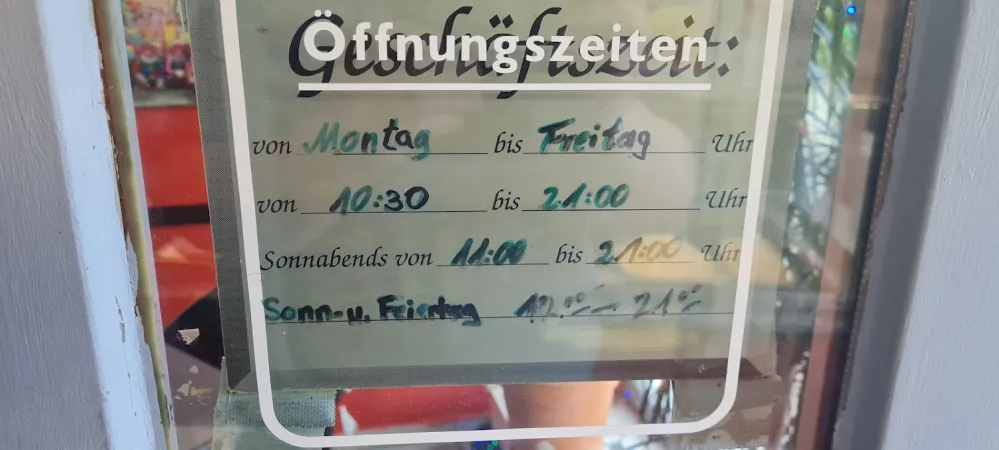 Öffnungszeiten
Geschäftszeit:
von Montag bis Freitag Uhr
von 10:30 bis 21:00 Uhr
Sonnabends von 11:00 bis 21:00 Uhr
Sonn- u. Feiertag 12.00 - 21.00